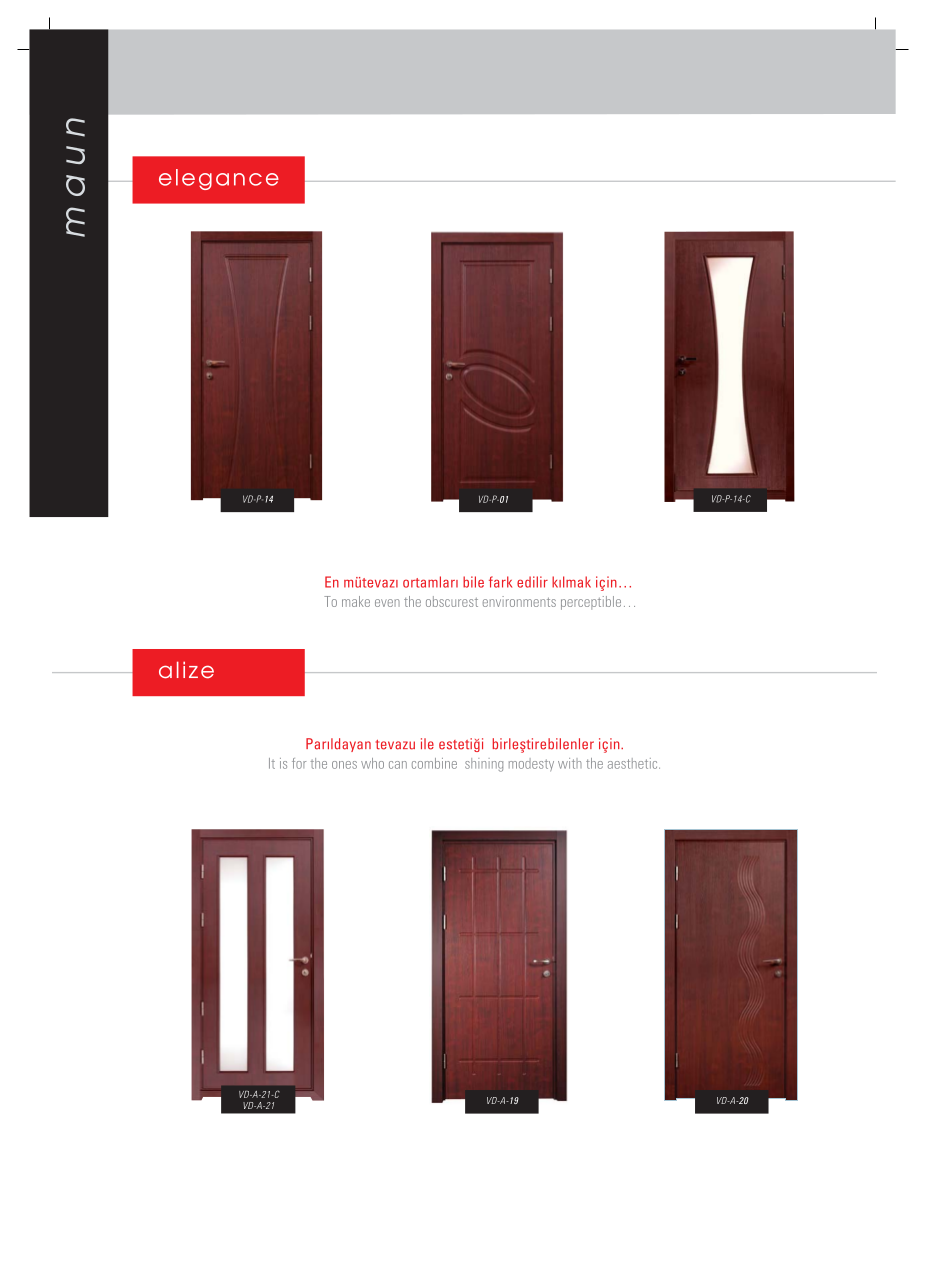 maun
elegance
VD-P-14
VD-P-01
VD-P-14-C
En mütevazı ortamları bile fark edilir kılmak için…
To make even the obscurest environments perceptible…
alize
Parıldayan tevazu ile estetiği  birleştirebilenler için.
It is for the ones who can combine  shining modesty with the aesthetic.
VD-A-21-C
VD-A-21
VD-A-19
VD-A-20